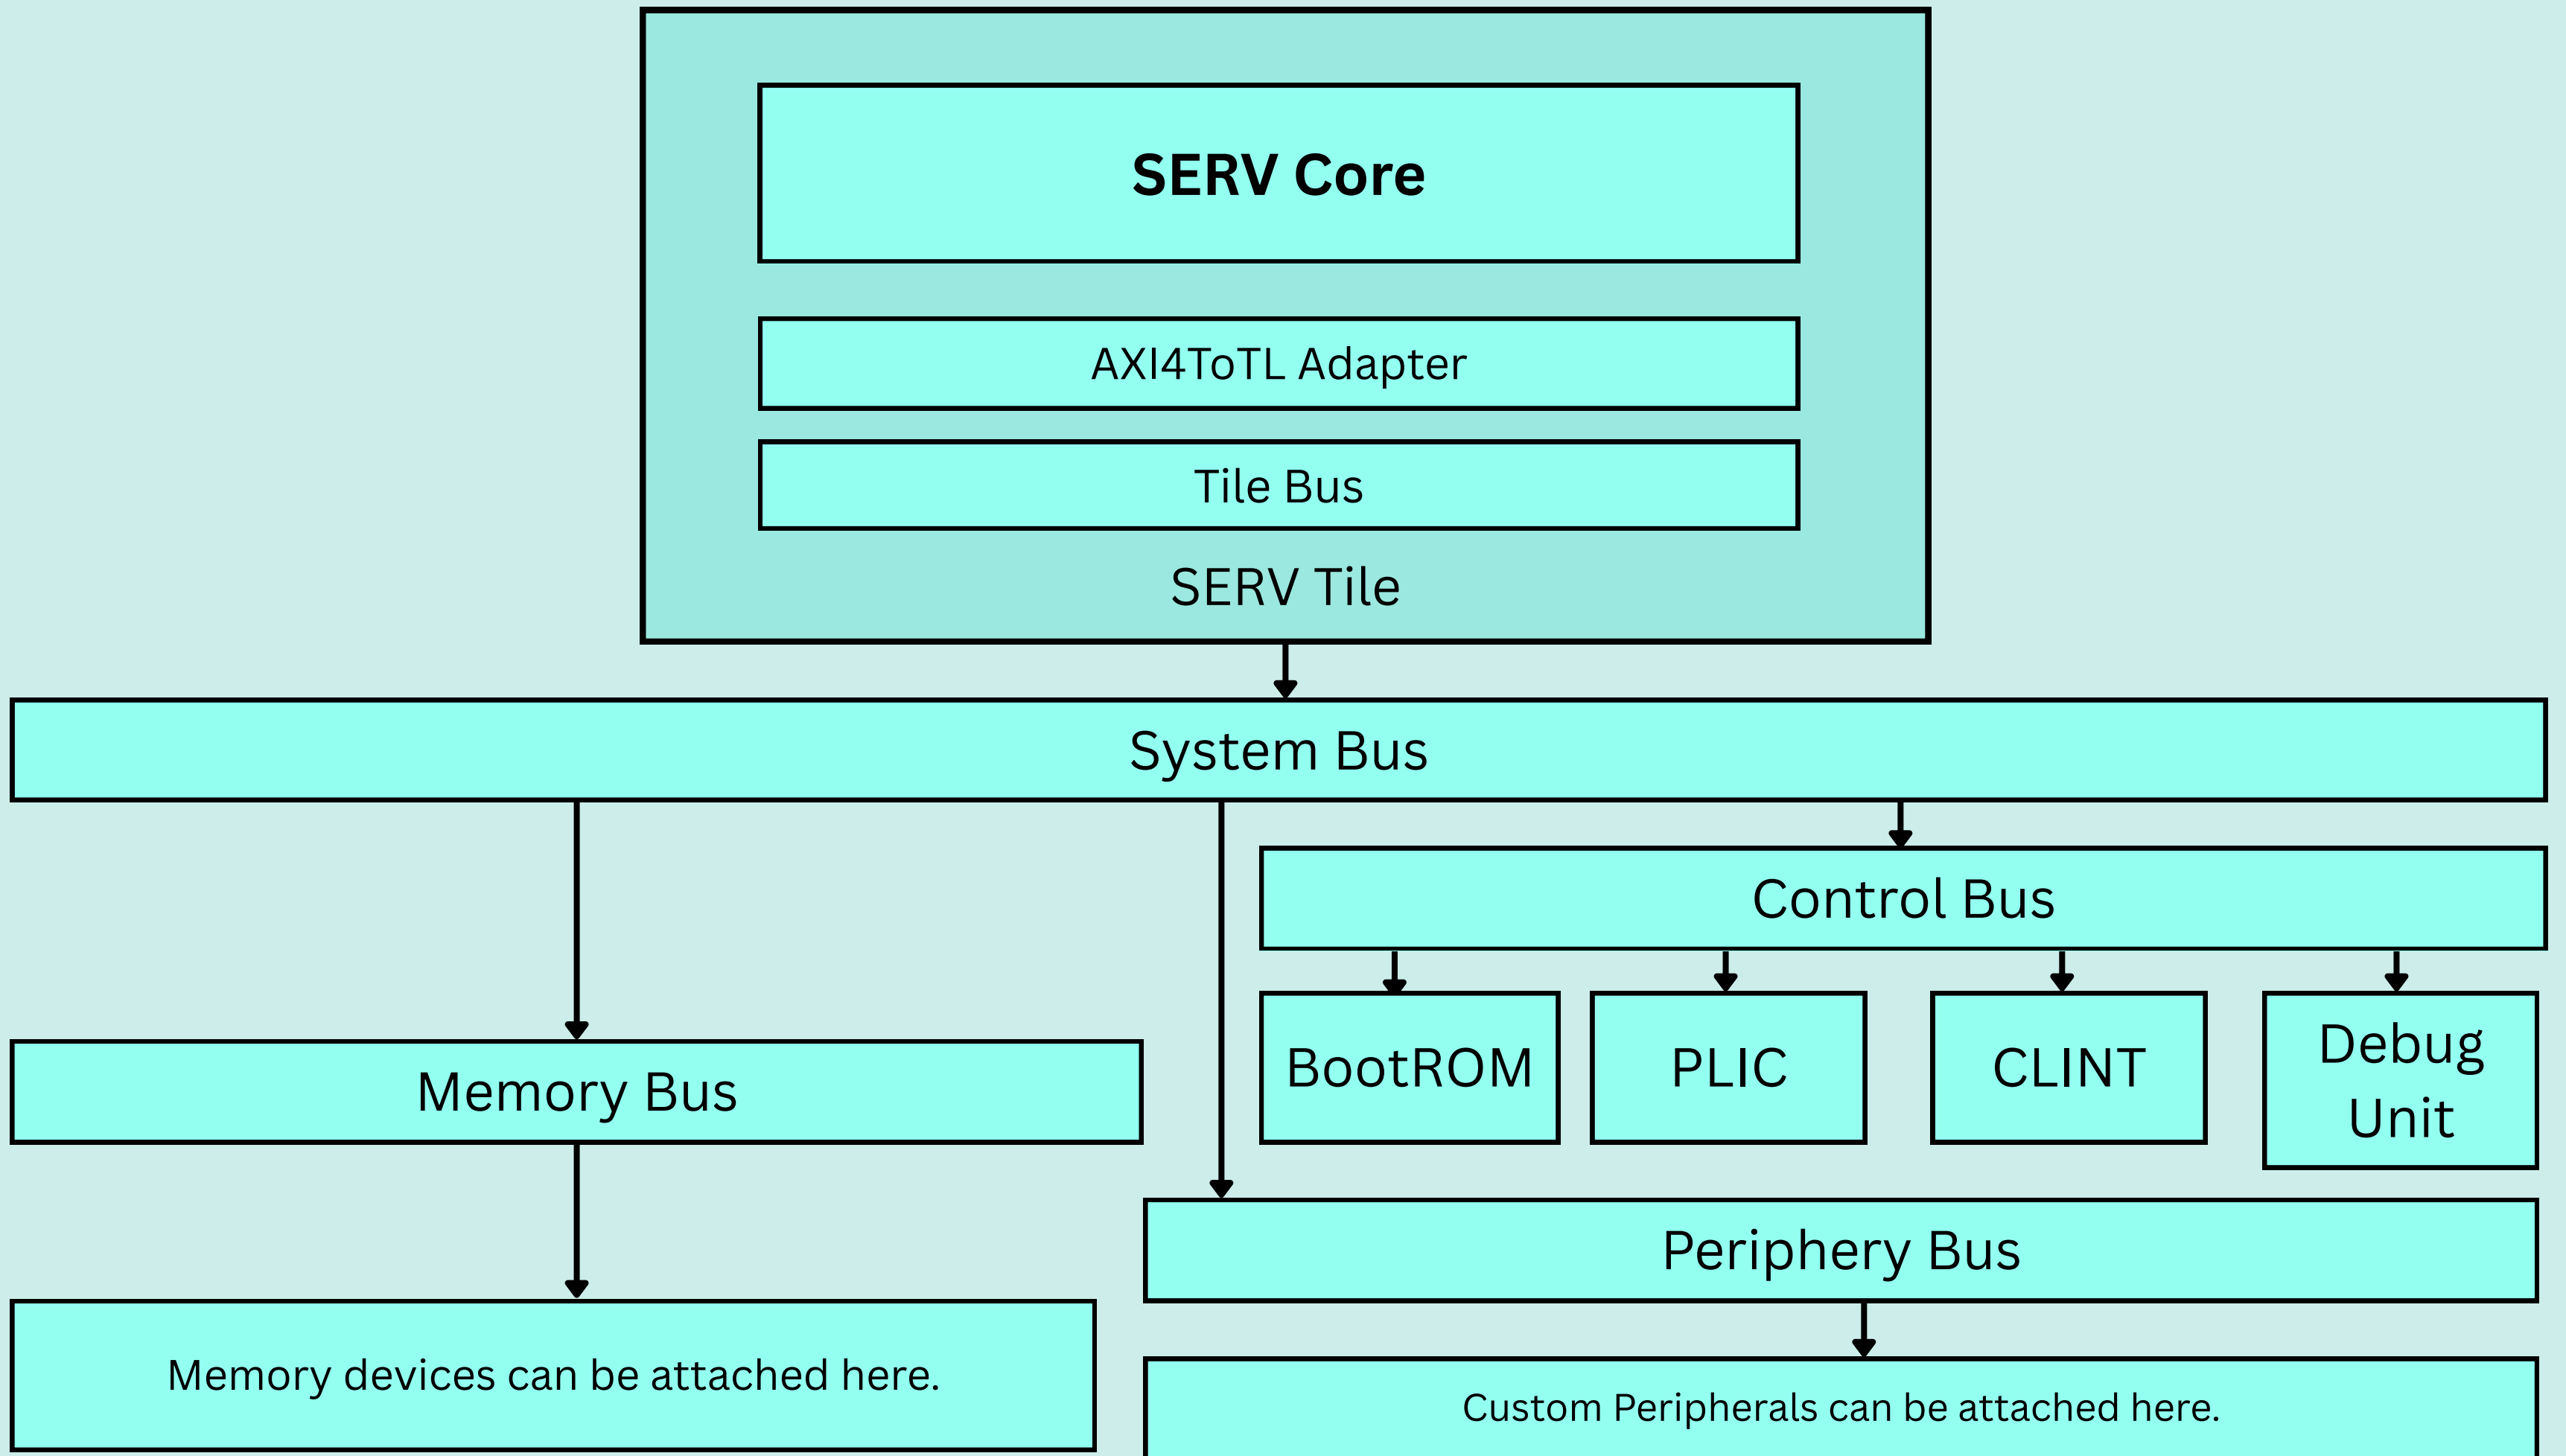 SERV Core
AXI4ToTL Adapter
Tile Bus
SERV Tile
System Bus
Control Bus
BootROM
PLIC
CLINT
Debug
Unit
Memory Bus
Periphery Bus
Memory devices can be attached here.
Custom Peripherals can be attached here.